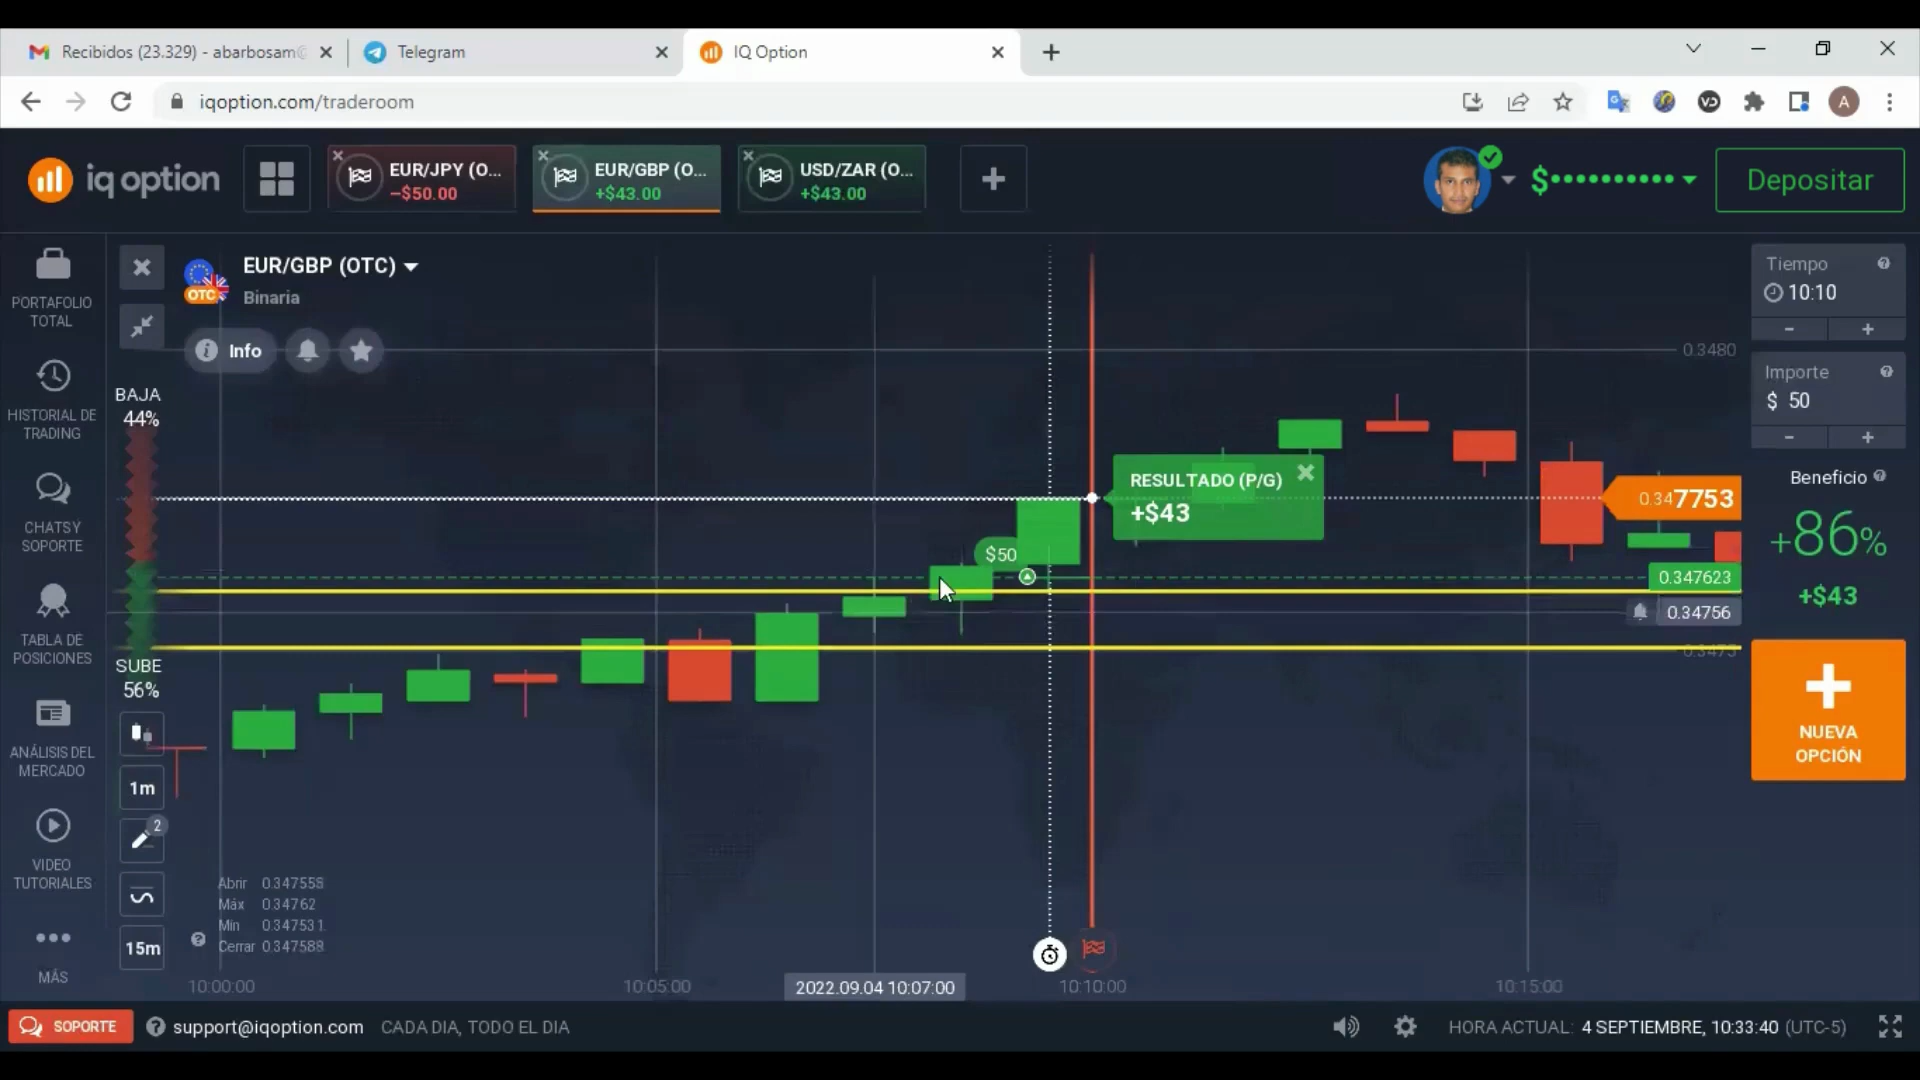 Recibidos (23.329) - abarbosam@
Telegram
IQ Option
iqoption.com/traderoom
A
iq option
EUR/JPY (O...
−$50.00
EUR/GBP (O...
+$43.00
USD/ZAR (O...
+$43.00
$
Depositar
PORTAFOLIO
TOTAL
HISTORIAL DE
TRADING
CHATS Y
SOPORTE
TABLA DE
POSICIONES
ANÁLISIS DEL
MERCADO
VIDEO
TUTORIALES
MÁS
EUR/GBP (OTC)
OTC
Binaria
Info
BAJA
44%
SUBE
56%
1m
2
15m
Abrir 0.347558
Máx 0.34762
Mín 0.347531
Cerrar 0.347588
RESULTADO (P/G)
+$43
$50
0.3480
0.347753
0.347623
0.34756
0.3475
10:00:00
10:05:00
2022.09.04 10:07:00
10:10:00
10:15:00
Tiempo
10:10
- +
Importe
$ 50
- +
Beneficio
+86%
+$43
NUEVA
OPCIÓN
SOPORTE
support@iqoption.com
CADA DIA, TODO EL DIA
HORA ACTUAL: 4 SEPTIEMBRE, 10:33:40 (UTC-5)